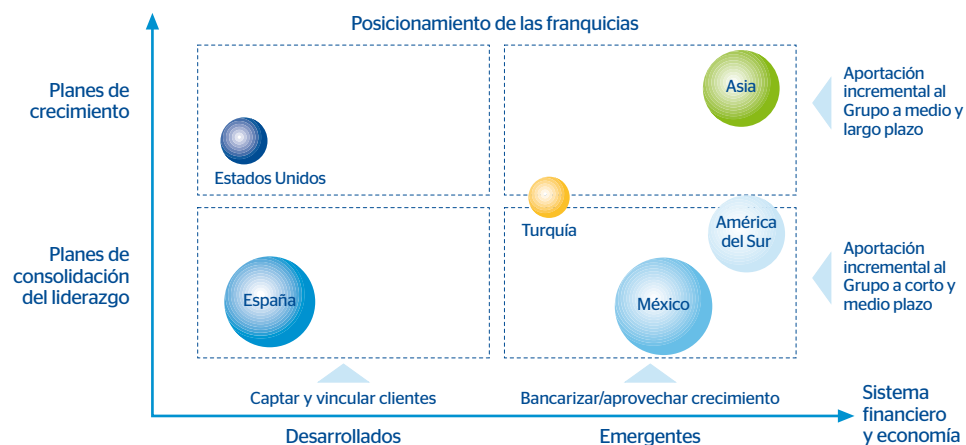 Posicionamiento de las franquicias
Planes de
crecimiento
Asia
Aportación
incremental al
Grupo a medio y
largo plazo
Estados Unidos
Turquía
América
del Sur
Planes de
consolidación
del liderazgo
España
México
Aportación
incremental al
Grupo a corto y
medio plazo
Captar y vincular clientes
Bancarizar/aprovechar crecimiento
Desarrollados
Emergentes
Sistema
financiero
y economía